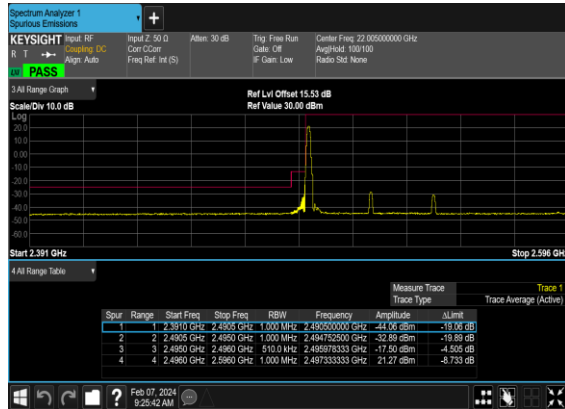 Spectrum Analyzer 1
Spurious Emissions
+
KEYSIGHT Input: RF Input Z: 50 Ω Atten: 30 dB Trig: Free Run Center Freq: 22.005000000 GHz
R T Coupling: DC Corr CCorr Gate: Off Avg|Hold: 100/100
Align: Auto Freq Ref: Int (S) IF Gain: Low Radio Std: None
PASS
3 All Range Graph
Ref Lvl Offset 15.53 dB
Scale/Div 10.0 dB Ref Value 30.00 dBm
Log
20.0
10.0
0.00
-10.0
-20.0
-30.0
-40.0
-50.0
-60.0
Start 2.391 GHz Stop 2.596 GHz
4 All Range Table
Measure Trace Trace 1
Trace Type Trace Average (Active)
Spur Range Start Freq Stop Freq RBW Frequency Amplitude ΔLimit
1 1 2.3910 GHz 2.4905 GHz 1.000 MHz 2.490500000 GHz -44.06 dBm -19.06 dB
2 2 2.4905 GHz 2.4950 GHz 1.000 MHz 2.494752500 GHz -32.89 dBm -19.89 dB
3 3 2.4950 GHz 2.4960 GHz 510.0 kHz 2.495978333 GHz -17.50 dBm -4.505 dB
4 4 2.4960 GHz 2.5960 GHz 1.000 MHz 2.497333333 GHz 21.27 dBm -8.733 dB
? Feb 07, 2024
9:25:42 AM